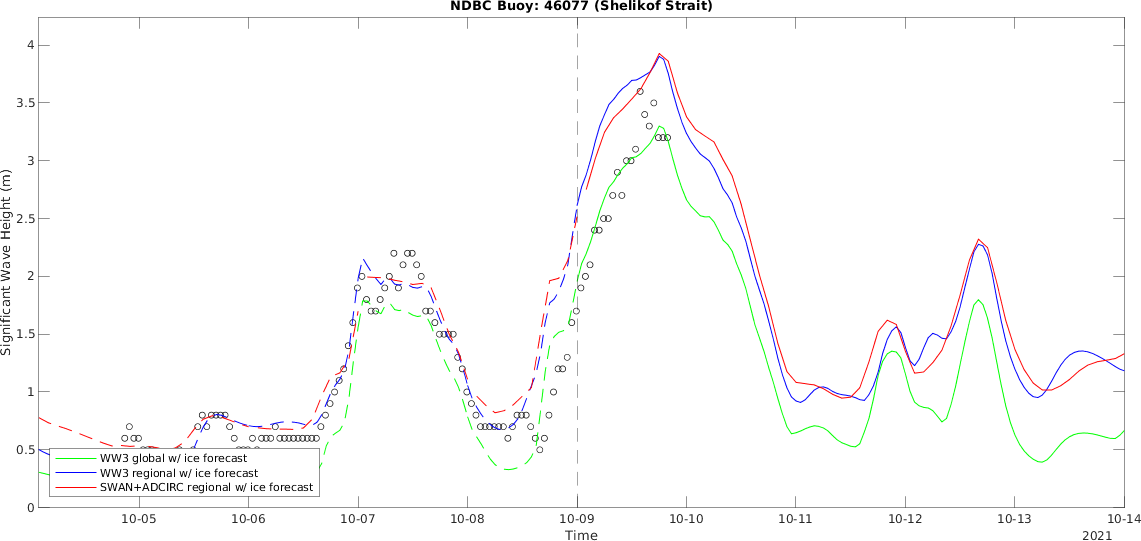 NDBC Buoy: 46077 (Shelikof Strait)
4
3.5
3
2.5
2
1.5
1
0.5
0
Significant Wave Height (m)
WW3 global w/ ice forecast
WW3 regional w/ ice forecast
SWAN+ADCIRC regional w/ ice forecast
10-05 10-06 10-07 10-08 10-09 10-10 10-11 10-12 10-13 10-14
Time 2021